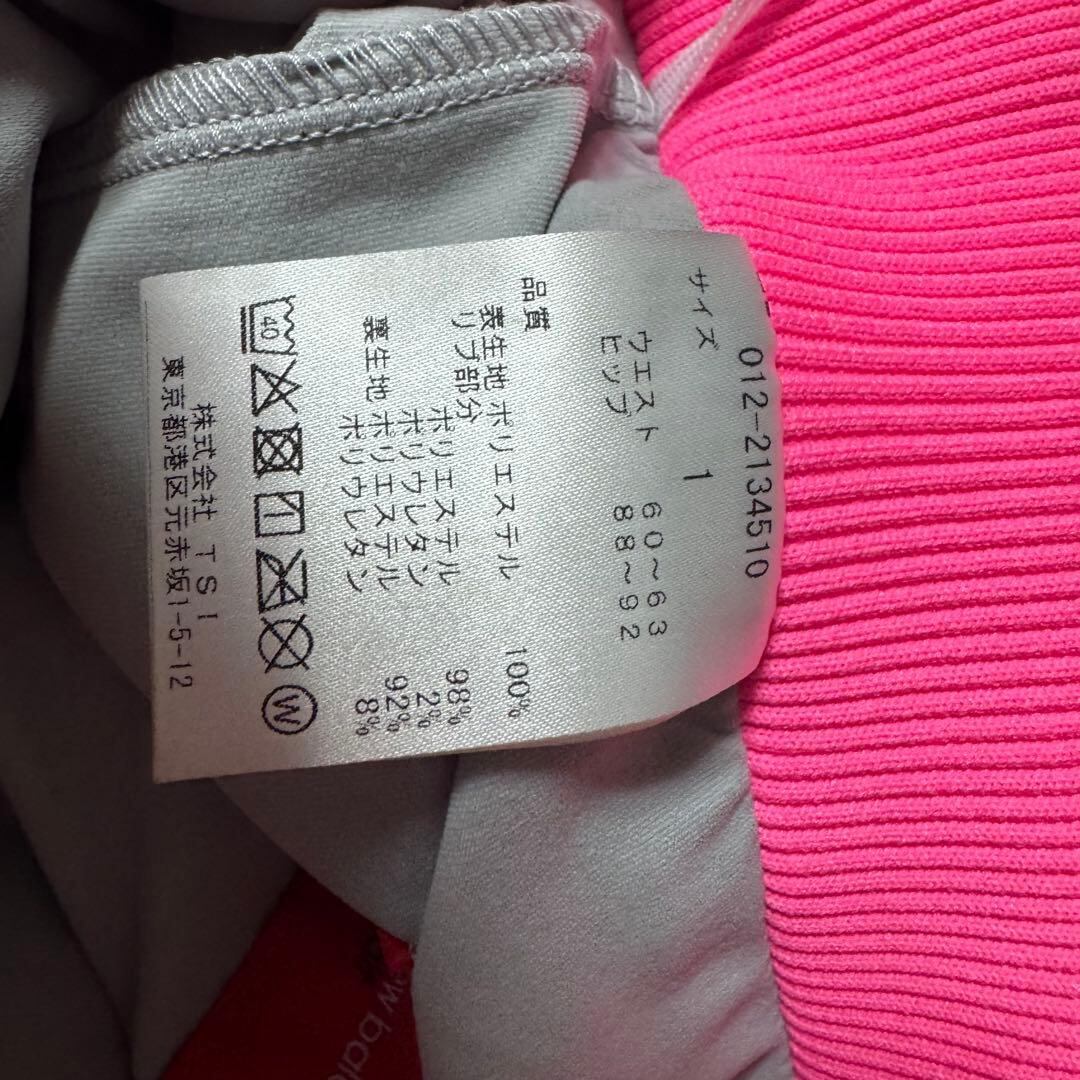 012-2134510
サイズ 1
ウエスト 60～63
ヒップ 88～92
品質
表生地 ポリエステル 100%
リブ部分 ポリエステル 98%
ポリウレタン 2%
裏生地 ポリエステル 92%
ポリウレタン 8%
40
W
株式会社 TSI
東京都港区元赤坂1-5-12
w bal